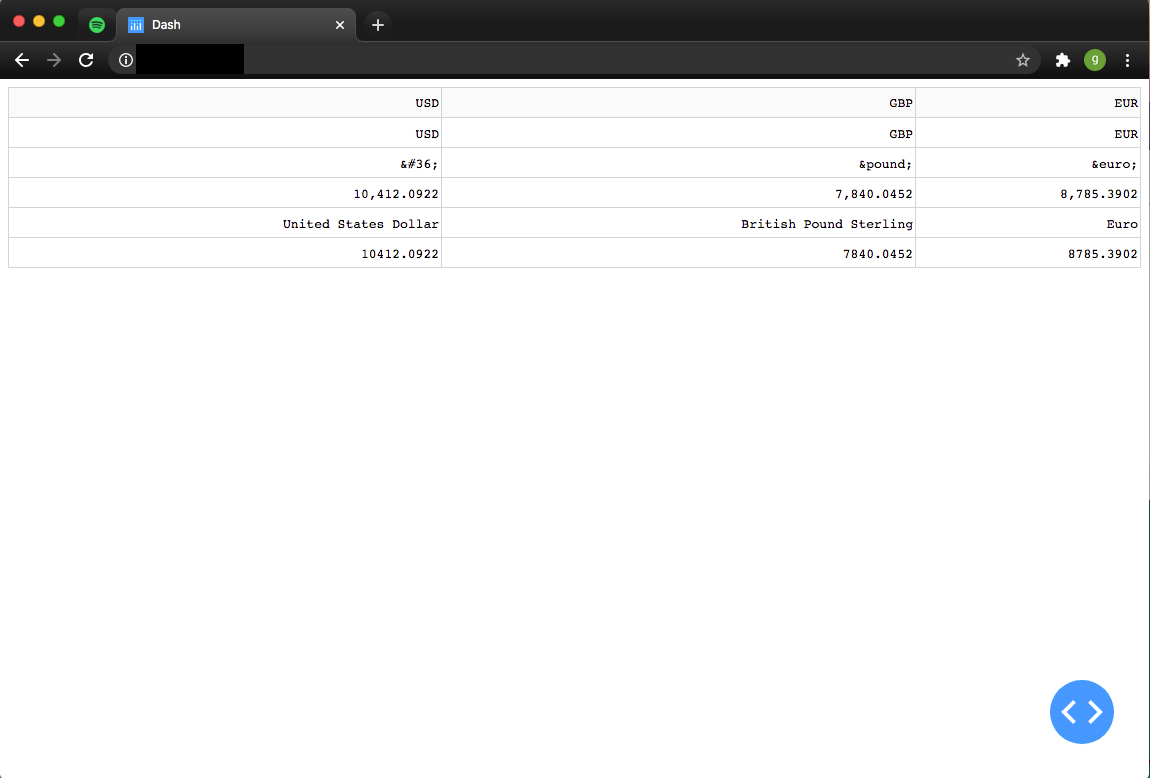 Dash
g
USD GBP EUR
USD GBP EUR
&#36; &pound; &euro;
10,412.0922 7,840.0452 8,785.3902
United States Dollar British Pound Sterling Euro
10412.0922 7840.0452 8785.3902